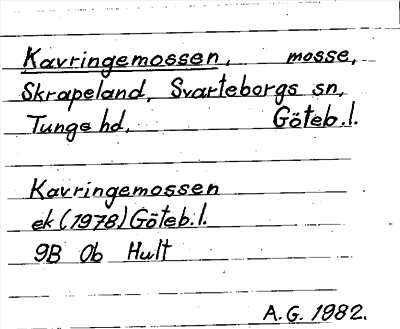 Kavringemossen, mosse,
Skrapeland, Svarteborgs sn,
Tunge hd, Göteb. l.
Kavringemossen
ek (1978) Göteb. l.
9B 0b Hult
A. G. 1982.